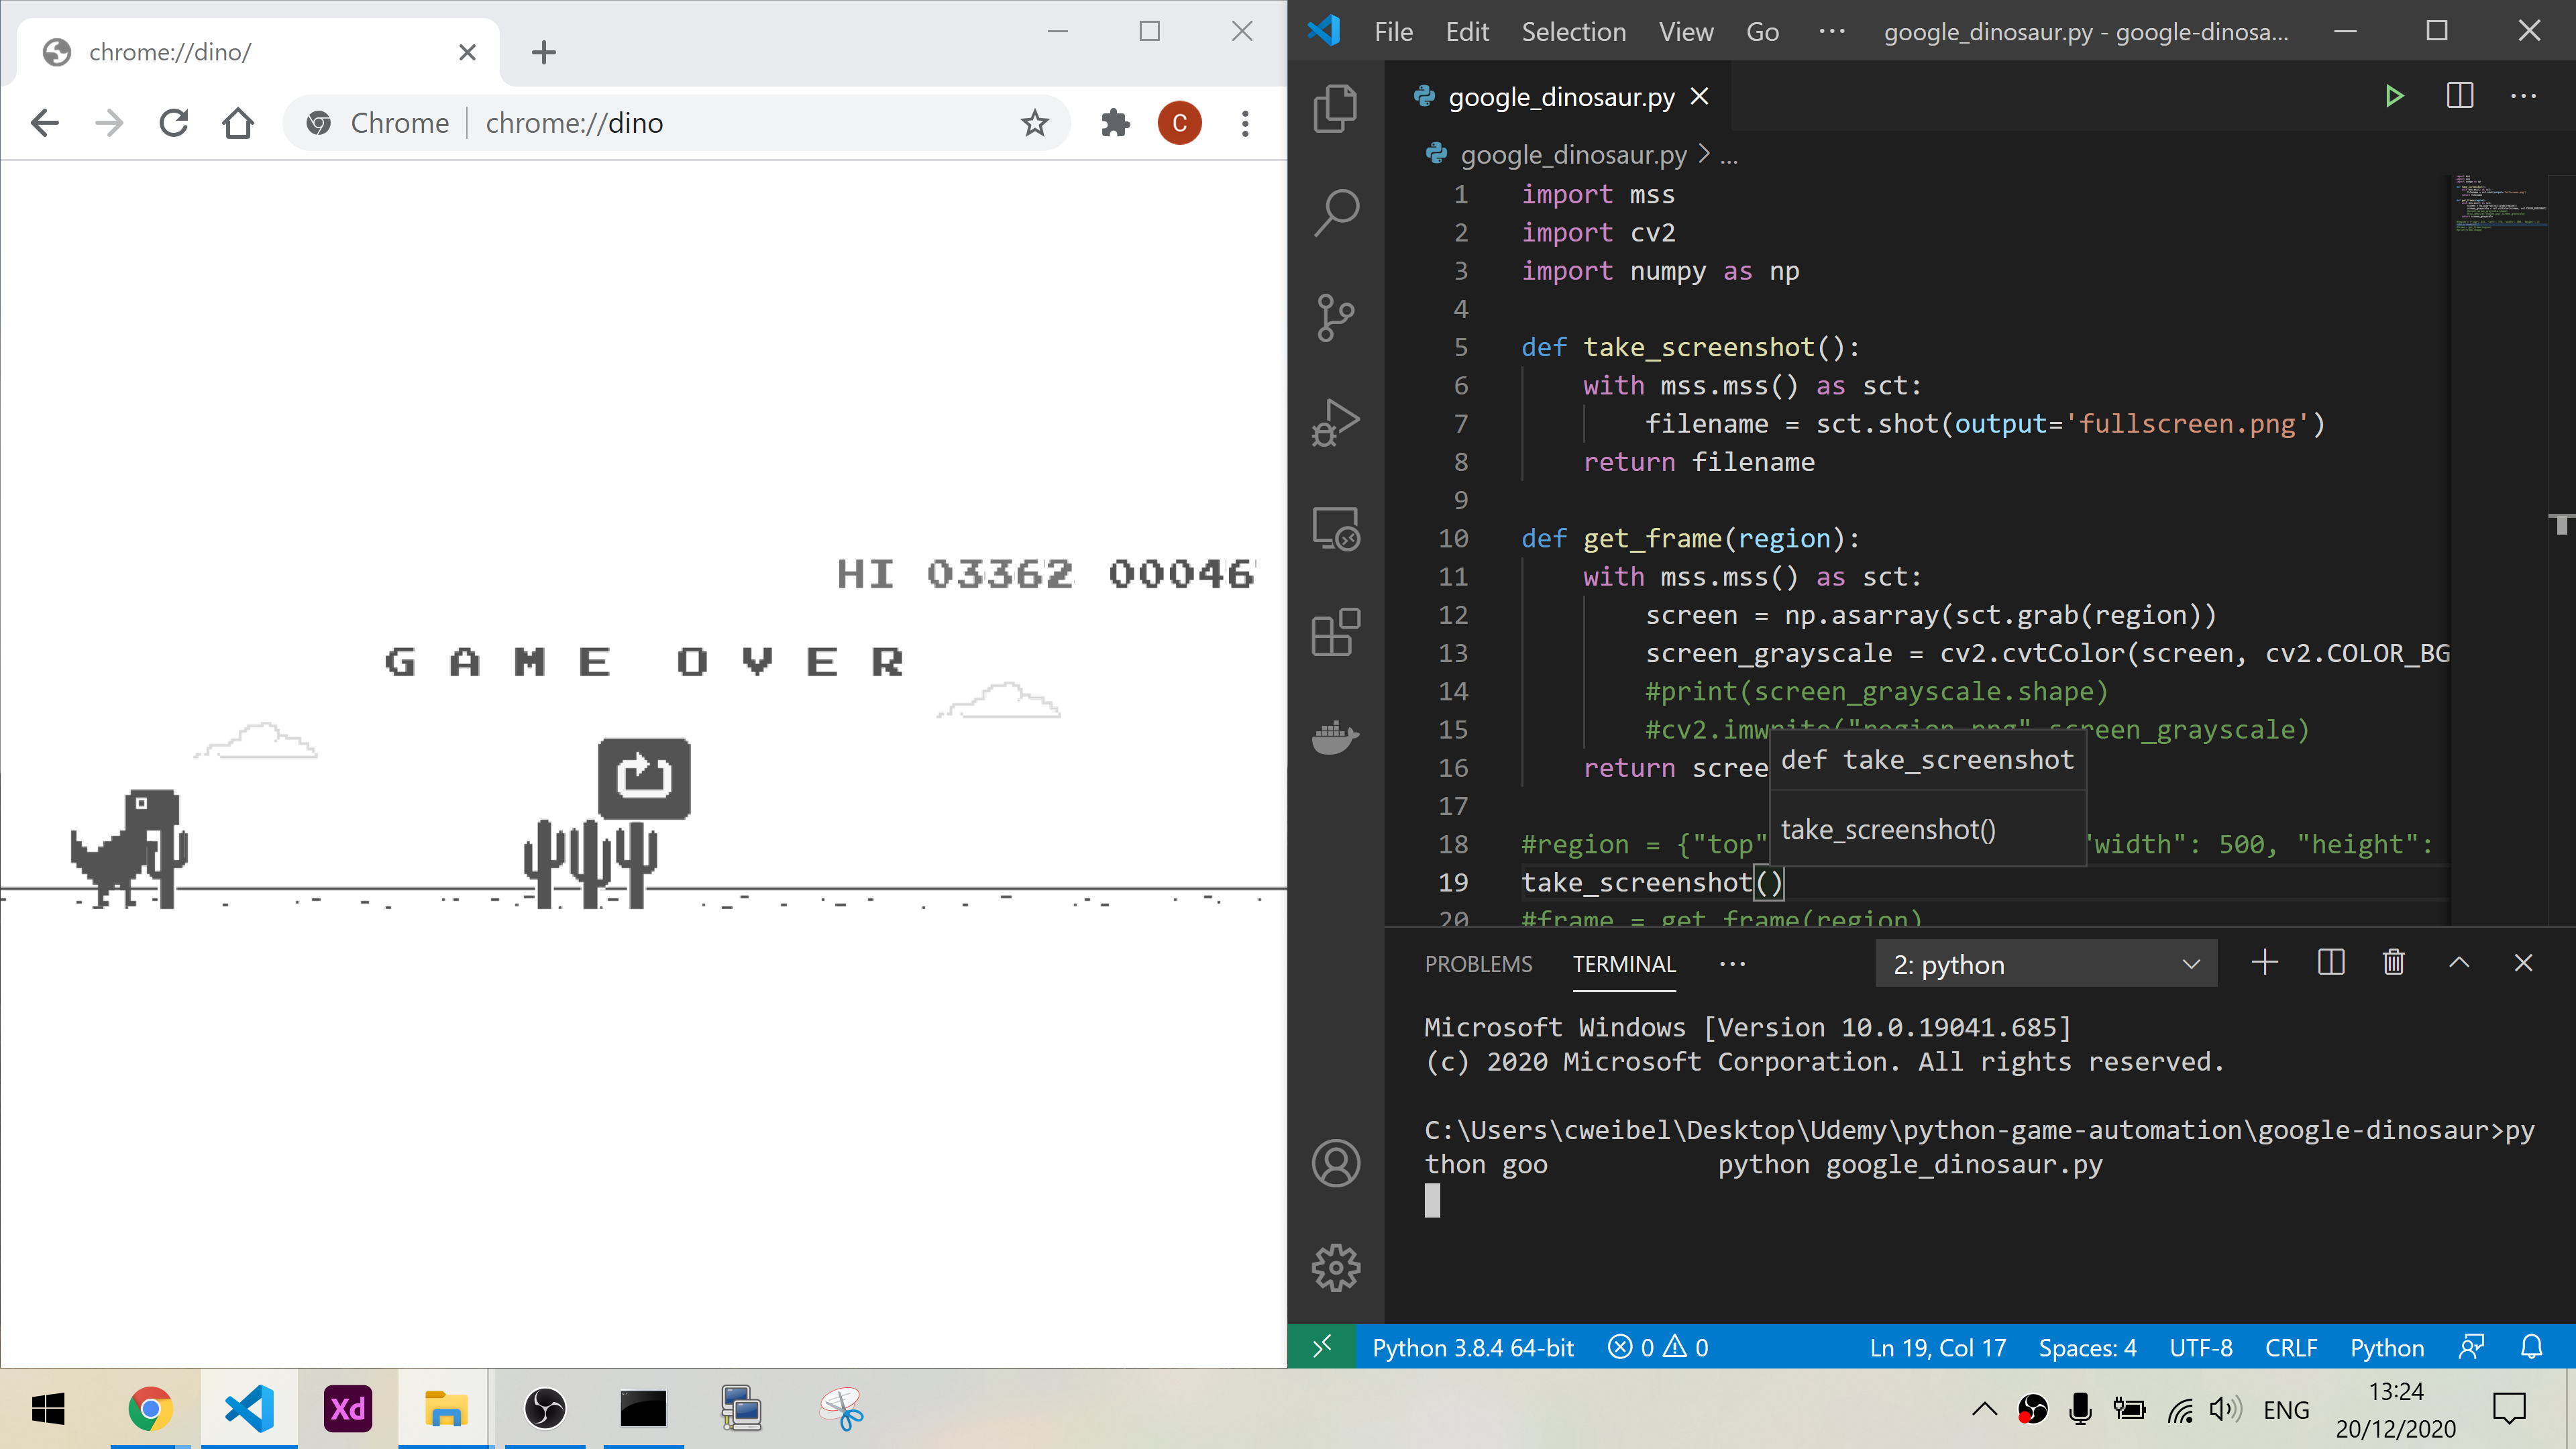 chrome://dino/
Chrome
chrome://dino
C
HI 03362 00046
GAME OVER
File Edit Selection View Go ··· google_dinosaur.py - google-dinosa...
google_dinosaur.py
google_dinosaur.py > ...
1 import mss
2 import cv2
3 import numpy as np
4
5 def take_screenshot():
6 with mss.mss() as sct:
7 filename = sct.shot(output='fullscreen.png')
8 return filename
9
10 def get_frame(region):
11 with mss.mss() as sct:
12 screen = np.asarray(sct.grab(region))
13 screen_grayscale = cv2.cvtColor(screen, cv2.COLOR_BG
14 #print(screen_grayscale.shape)
15 #cv2.imwrite("region.png" screen_grayscale)
16 return scree
17
def take_screenshot
take_screenshot()
18 #region = {"top" "width": 500, "height":
19 take_screenshot()
20 #frame = get_frame(region)
PROBLEMS TERMINAL ··· 2: python
Microsoft Windows [Version 10.0.19041.685]
(c) 2020 Microsoft Corporation. All rights reserved.
C:\Users\cweibel\Desktop\Udemy\python-game-automation\google-dinosaur>py
thon goo python google_dinosaur.py
Python 3.8.4 64-bit 0 0 Ln 19, Col 17 Spaces: 4 UTF-8 CRLF Python
Xd
ENG
13:24
20/12/2020